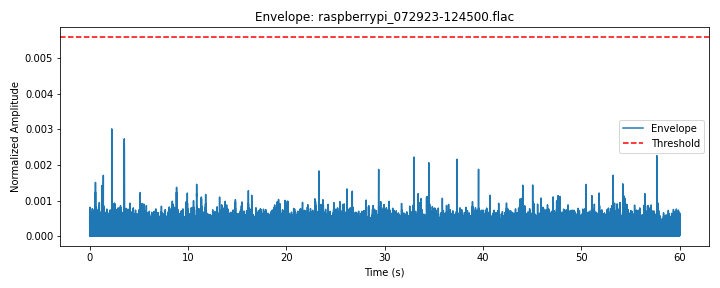 Envelope: raspberrypi_072923-124500.flac
Normalized Amplitude
0.005
0.004
0.003
0.002
0.001
0.000
Envelope
Threshold
0
10
20
30
40
50
60
Time (s)